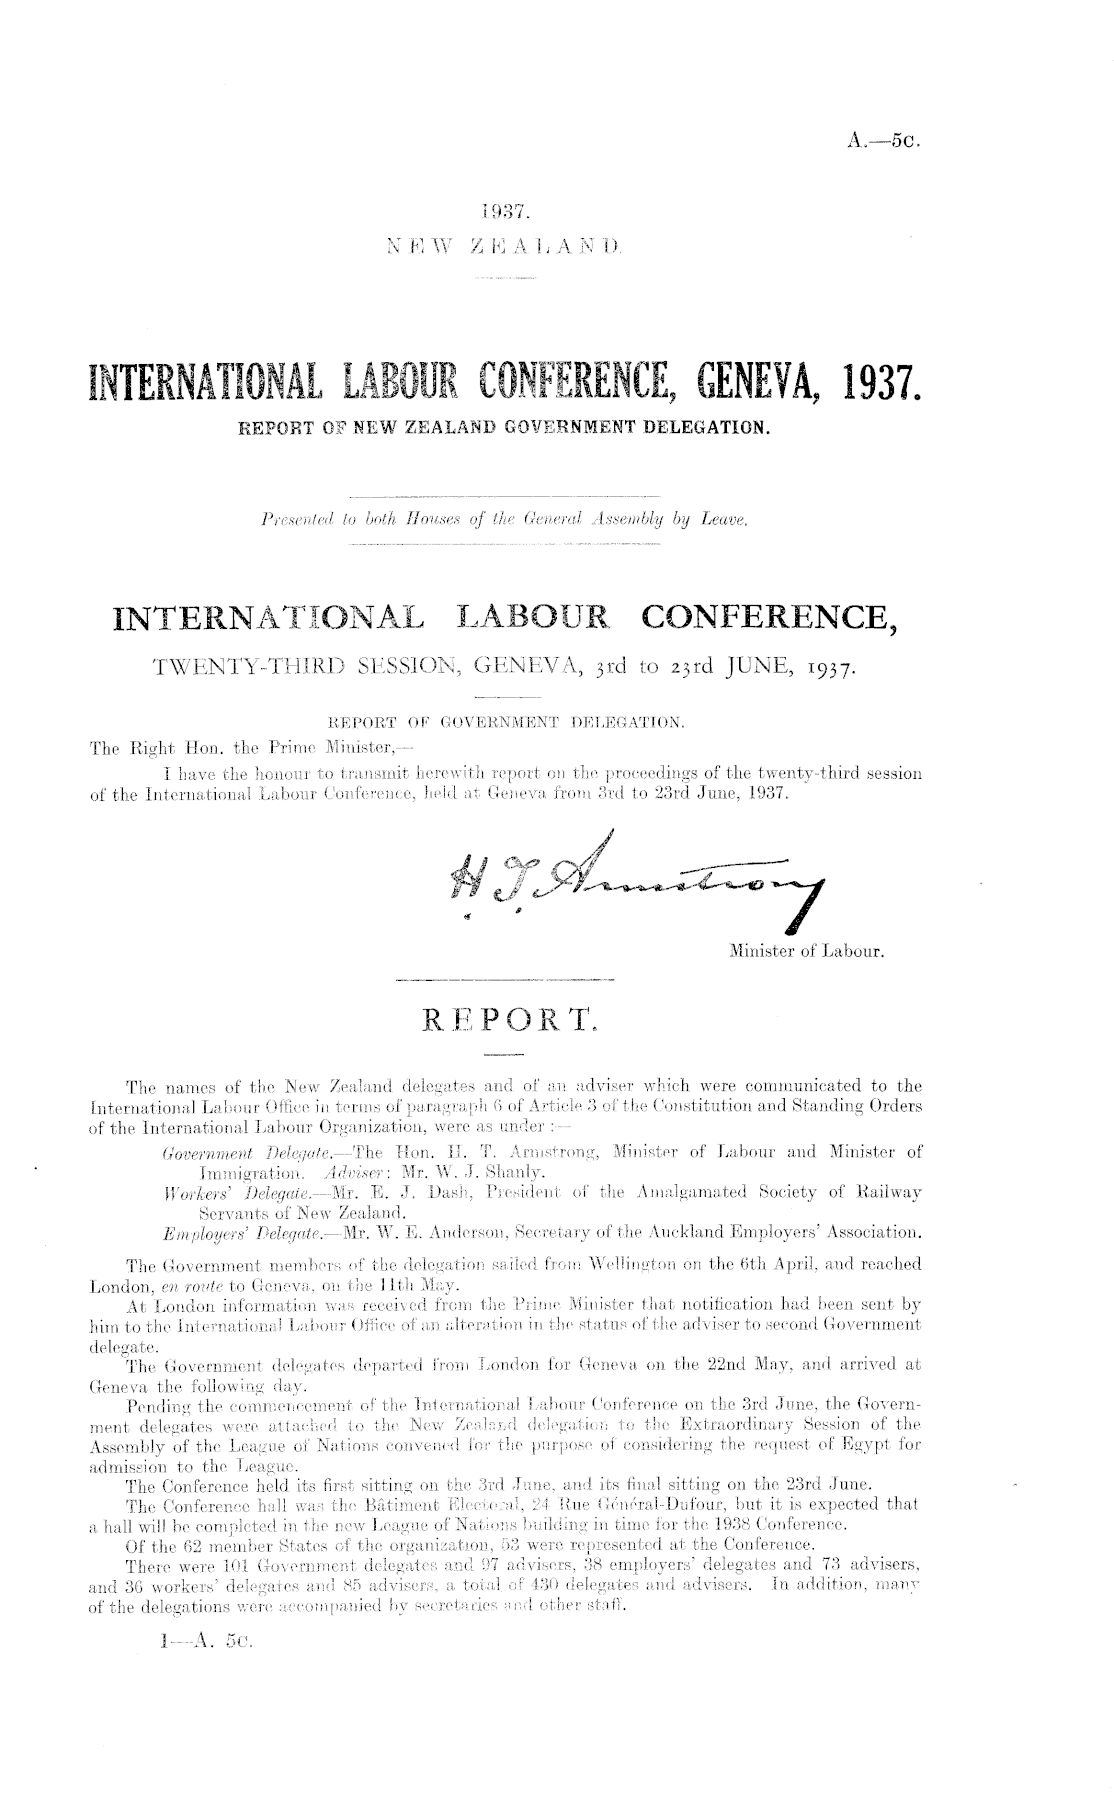 A.—5c.
1937.
NEW ZEALAND.
INTERNATIONAL LABOUR CONFERENCE, GENEVA, 1937.
REPORT OF NEW ZEALAND GOVERNMENT DELEGATION.
Presented to both Houses of the General Assembly by Leave.
INTERNATIONAL LABOUR CONFERENCE,
TWENTY-THIRD SESSION, GENEVA, 3rd to 23rd JUNE, 1937.
REPORT OF GOVERNMENT DELEGATION.
The Right Hon. the Prime Minister,—
I have the honour to transmit herewith report on the proceedings of the twenty-third session
of the International Labour Conference, held at Geneva from 3rd to 23rd June, 1937.
H. T. Armstrong
Minister of Labour.
REPORT.
The names of the New Zealand delegates and of an adviser which were communicated to the
International Labour Office in terms of paragraph 6 of Article 3 of the Constitution and Standing Orders
of the International Labour Organization, were as under :—
Government Delegate.—The Hon. H. T. Armstrong, Minister of Labour and Minister of
Immigration. Adviser: Mr. W. J. Shanly.
Workers' Delegate.—Mr. E. J. Dash, President of the Amalgamated Society of Railway
Servants of New Zealand.
Employers' Delegate.—Mr. W. E. Anderson, Secretary of the Auckland Employers' Association.
The Government members of the delegation sailed from Wellington on the 6th April, and reached
London, en route to Geneva, on the 11th May.
At London information was received from the Prime Minister that notification had been sent by
him to the International Labour Office of an alteration in the status of the adviser to second Government
delegate.
The Government delegates departed from London for Geneva on the 22nd May, and arrived at
Geneva the following day.
Pending the commencement of the International Labour Conference on the 3rd June, the Govern-
ment delegates were attached to the New Zealand delegation to the Extraordinary Session of the
Assembly of the League of Nations convened for the purpose of considering the request of Egypt for
admission to the League.
The Conference held its first sitting on the 3rd June, and its final sitting on the 23rd June.
The Conference hall was the Bâtiment Electoral, 24 Rue Général-Dufour, but it is expected that
a hall will be completed in the new League of Nations building in time for the 1938 Conference.
Of the 62 member States of the organization, 53 were represented at the Conference.
There were 101 Government delegates and 97 advisers, 38 employers' delegates and 73 advisers,
and 36 workers' delegates and 85 advisers, a total of 430 delegates and advisers. In addition, many
of the delegations were accompanied by secretaries and other staff.
1—A. 5c.